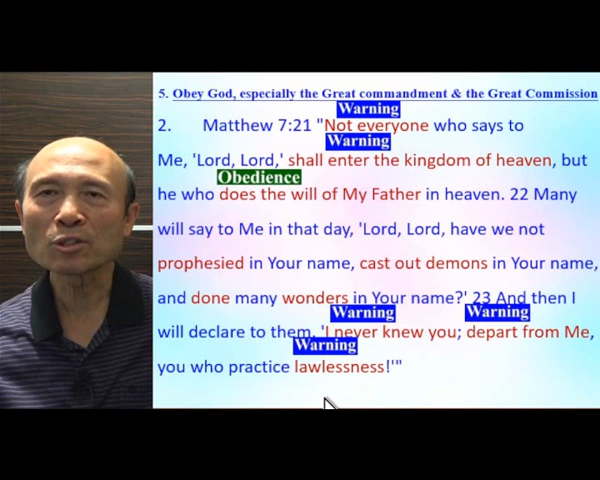 5. Obey God, especially the Great commandment & the Great Commission
Warning
2. Matthew 7:21 "Not everyone who says to
Warning
Me, 'Lord, Lord,' shall enter the kingdom of heaven, but
Obedience
he who does the will of My Father in heaven. 22 Many
will say to Me in that day, 'Lord, Lord, have we not
prophesied in Your name, cast out demons in Your name,
and done many wonders in Your name?' 23 And then I
Warning Warning
will declare to them, 'I never knew you; depart from Me,
Warning
you who practice lawlessness!'"